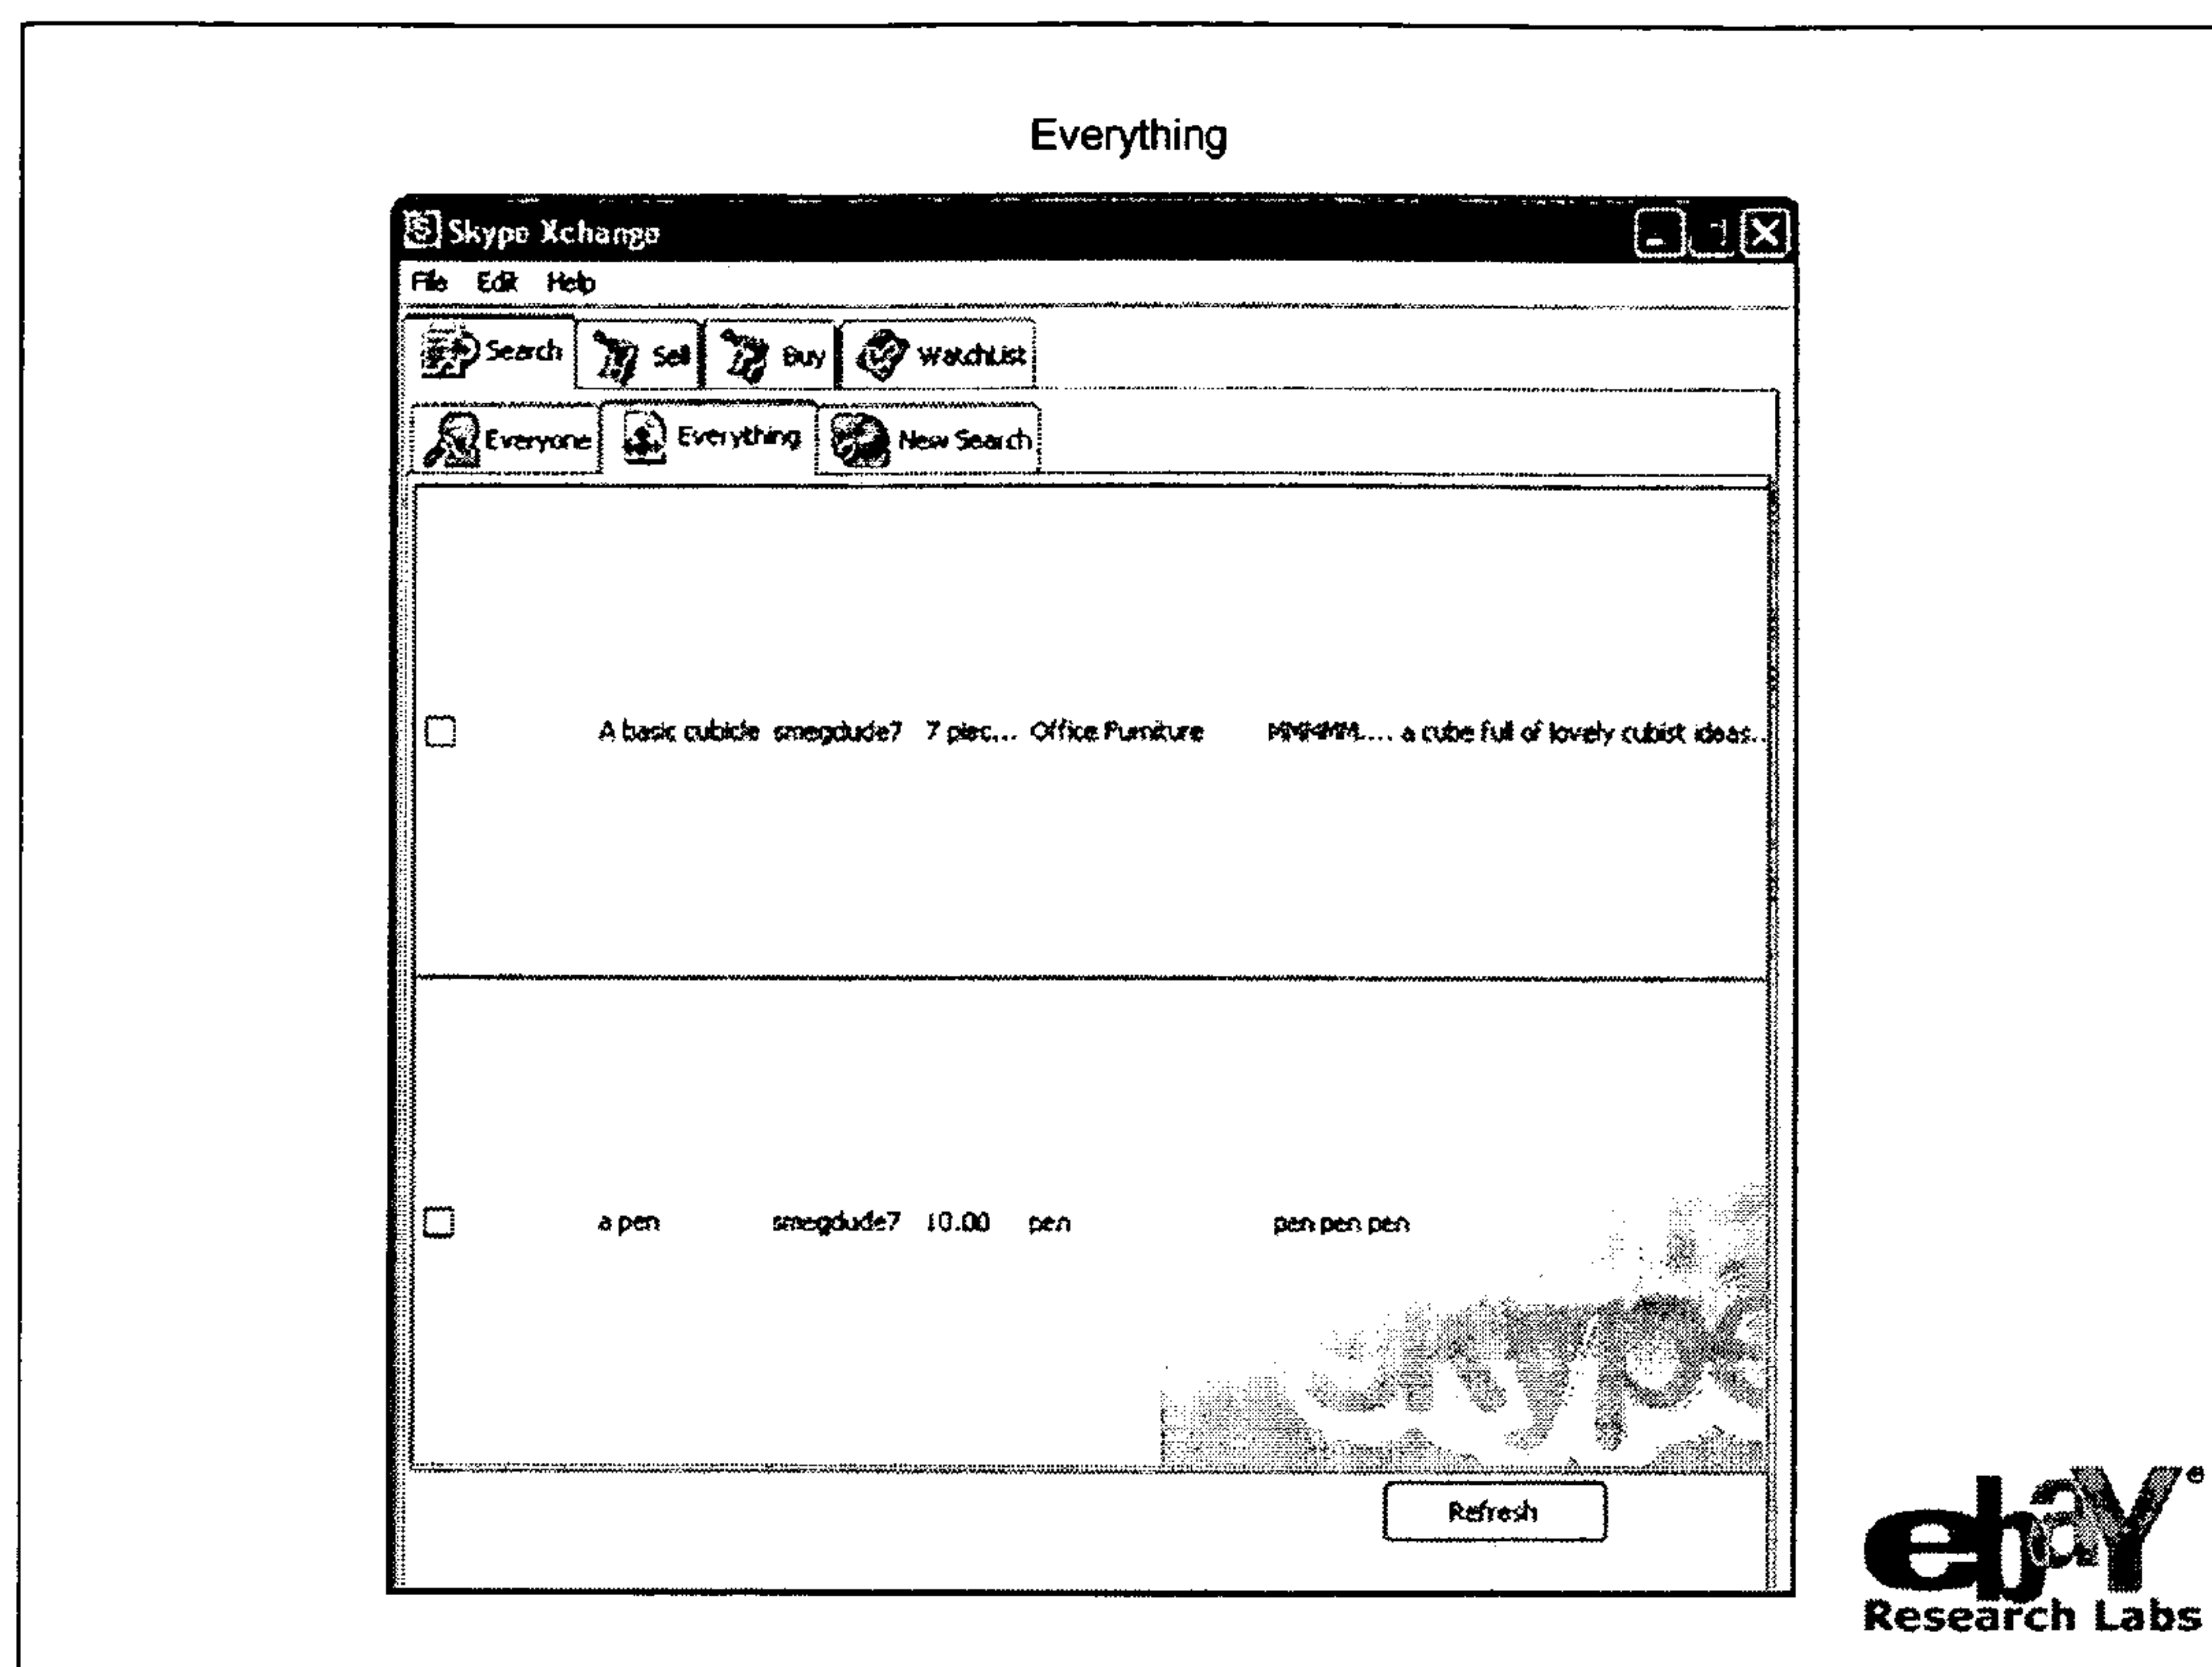 Everything
Skype Xchange
File Edit Help
Search Sell Buy WatchList
Everyone Everything New Search
A basic cubicle smegdude7 7 piec... Office Furniture a cube full of lovely cubist ideas..
a pen smegdude7 10.00 pen pen pen pen
skype
Refresh
ebaY
Research Labs